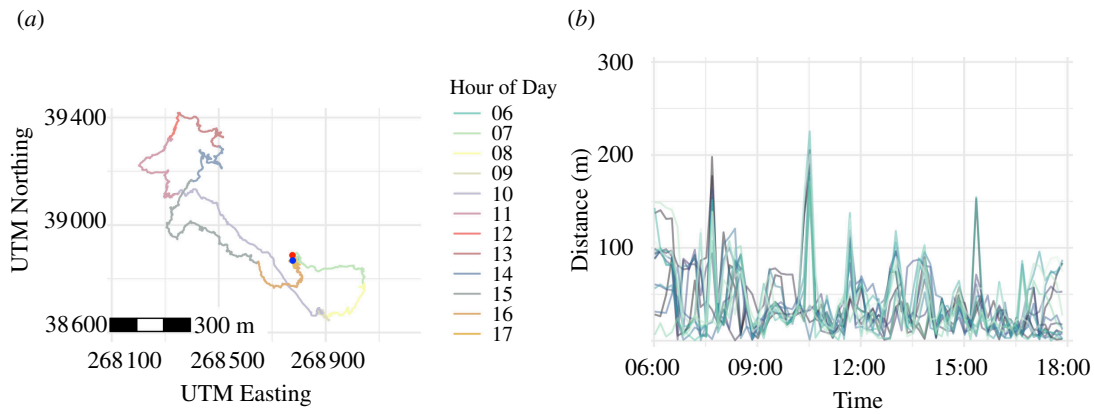 (a)
UTM Northing
39400
39000
38600
300 m
268100 268500 268900
UTM Easting
Hour of Day
06
07
08
09
10
11
12
13
14
15
16
17
(b)
Distance (m)
300
200
100
06:00 09:00 12:00 15:00 18:00
Time